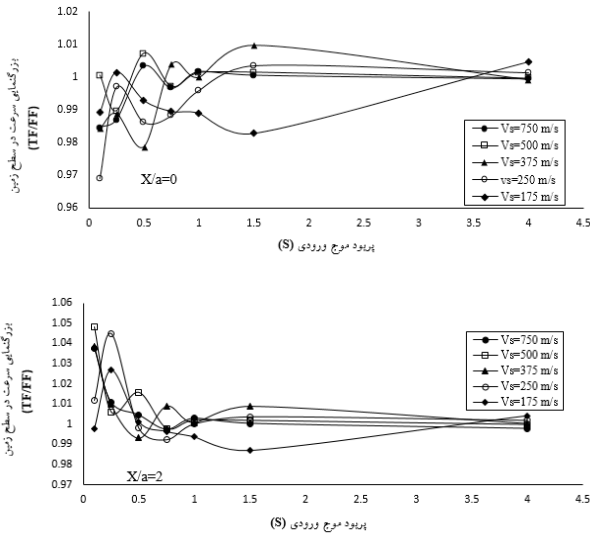 1.02
1.01
1
0.99
0.98
0.97
0.96
بزرگنمایی سرعت در سطح زمین
(TF/FF)
X/a=0
Vs=750 m/s
Vs=500 m/s
Vs=375 m/s
vs=250 m/s
Vs=175 m/s
0 0.5 1 1.5 2 2.5 3 3.5 4 4.5
پریود موج ورودی (S)
1.06
1.05
1.04
1.03
1.02
1.01
1
0.99
0.98
0.97
بزرگنمایی سرعت در سطح زمین
(TF/FF)
X/a=2
Vs=750 m/s
Vs=500 m/s
Vs=375 m/s
Vs=250 m/s
Vs=175 m/s
0 0.5 1 1.5 2 2.5 3 3.5 4 4.5
پریود موج ورودی (S)